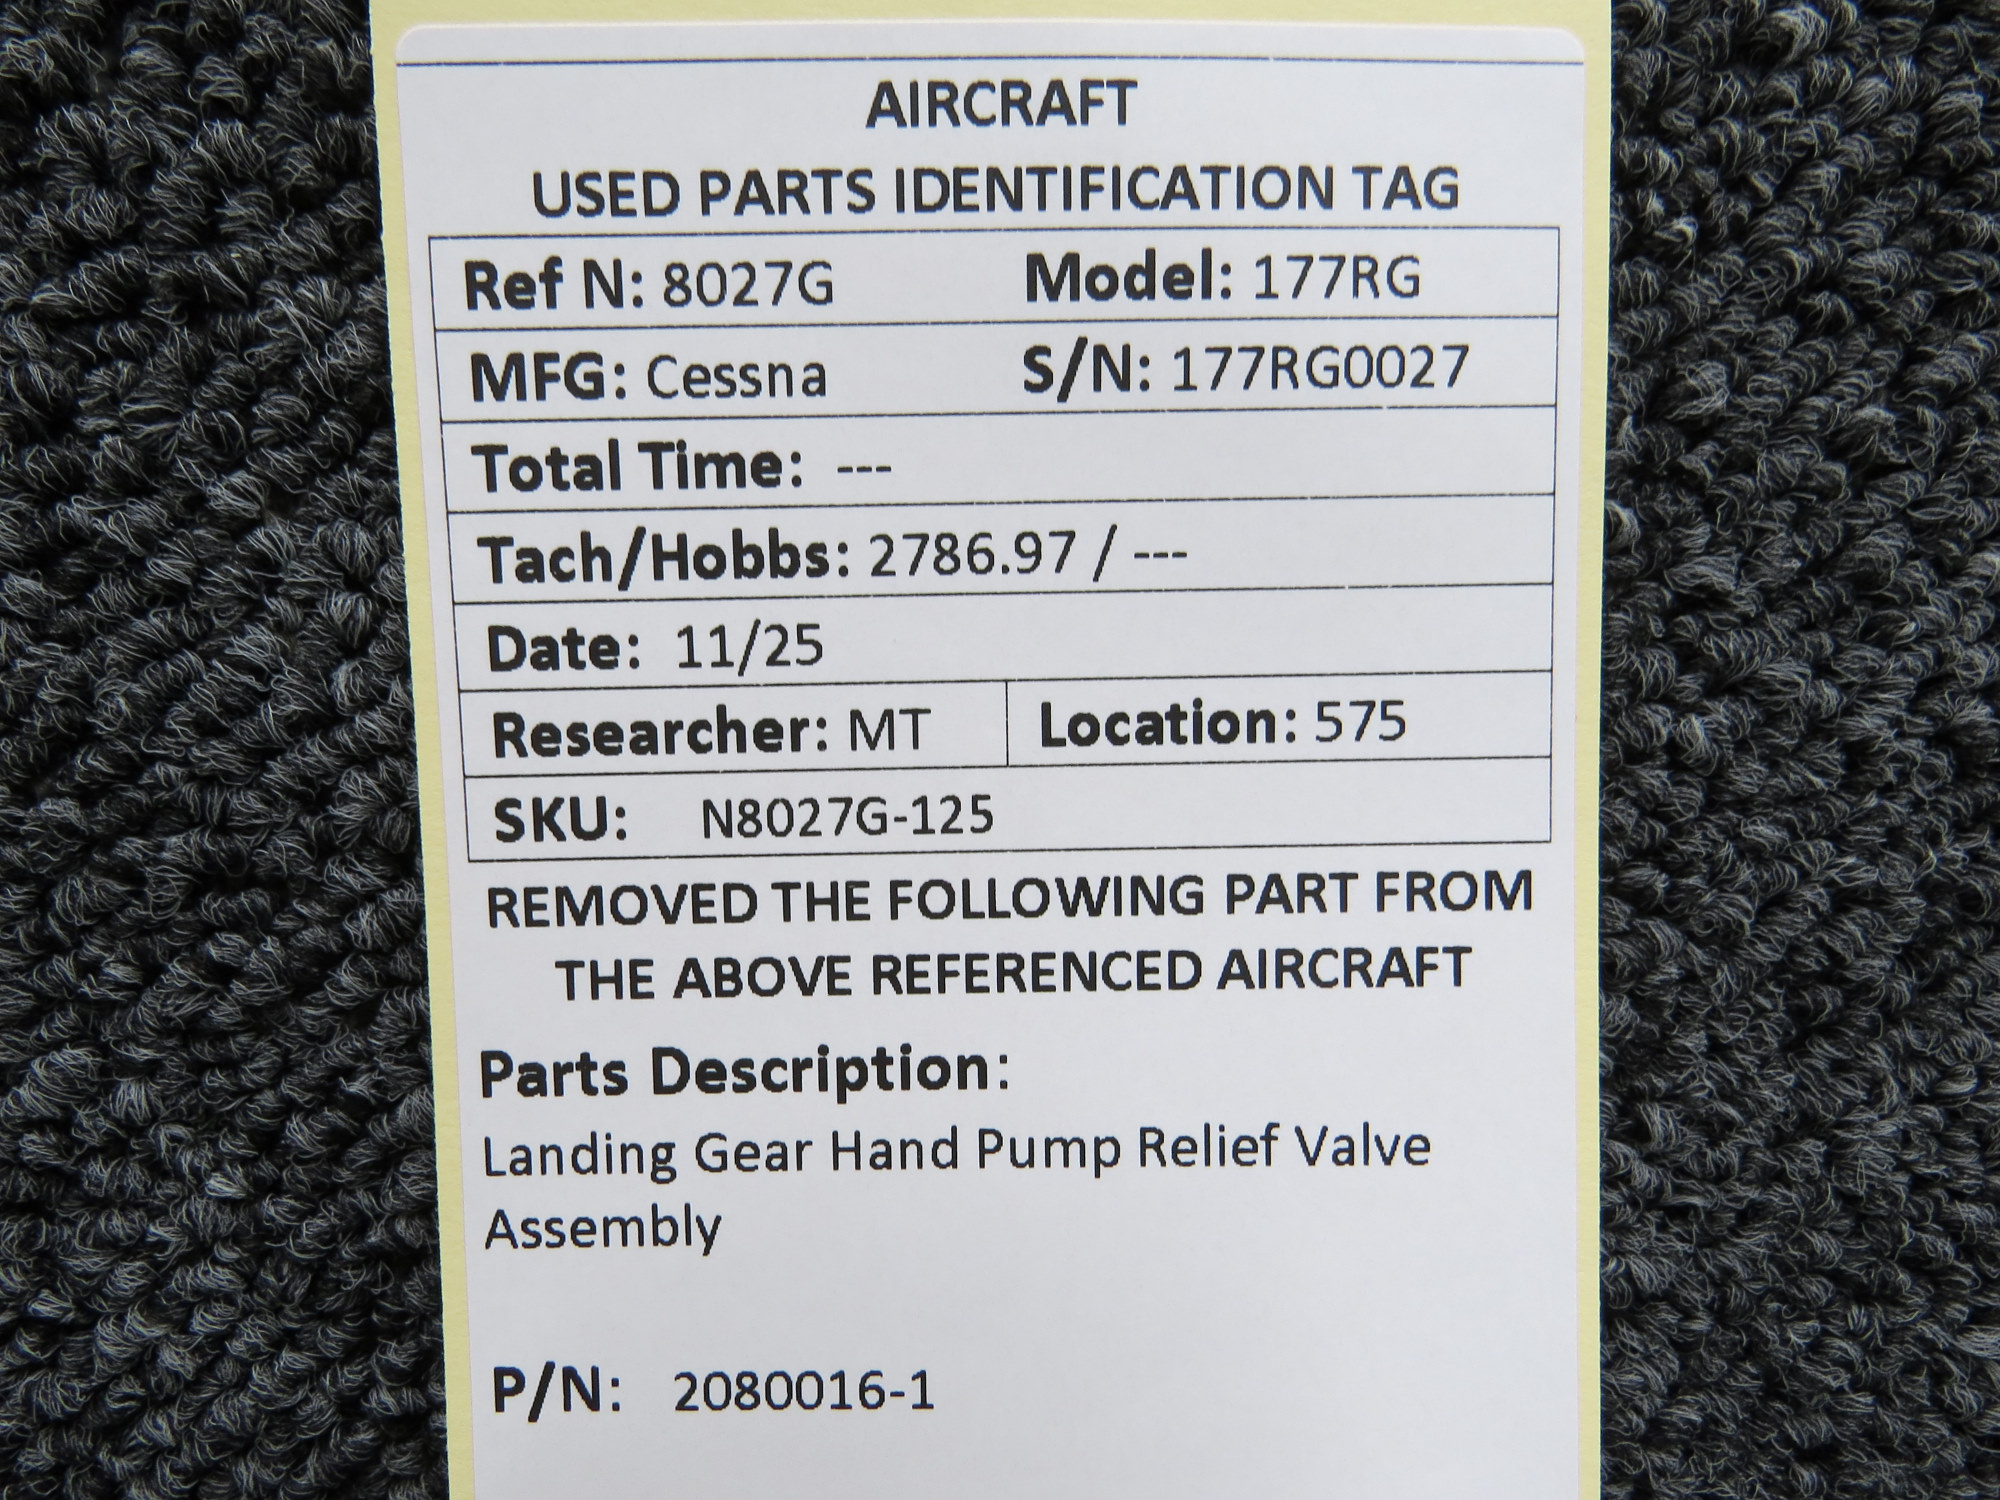 AIRCRAFT
USED PARTS IDENTIFICATION TAG
Ref N: 8027G Model: 177RG
MFG: Cessna S/N: 177RG0027
Total Time: ---
Tach/Hobbs: 2786.97 / ---
Date: 11/25
Researcher: MT Location: 575
SKU: N8027G-125
REMOVED THE FOLLOWING PART FROM
THE ABOVE REFERENCED AIRCRAFT
Parts Description:
Landing Gear Hand Pump Relief Valve
Assembly
P/N: 2080016-1